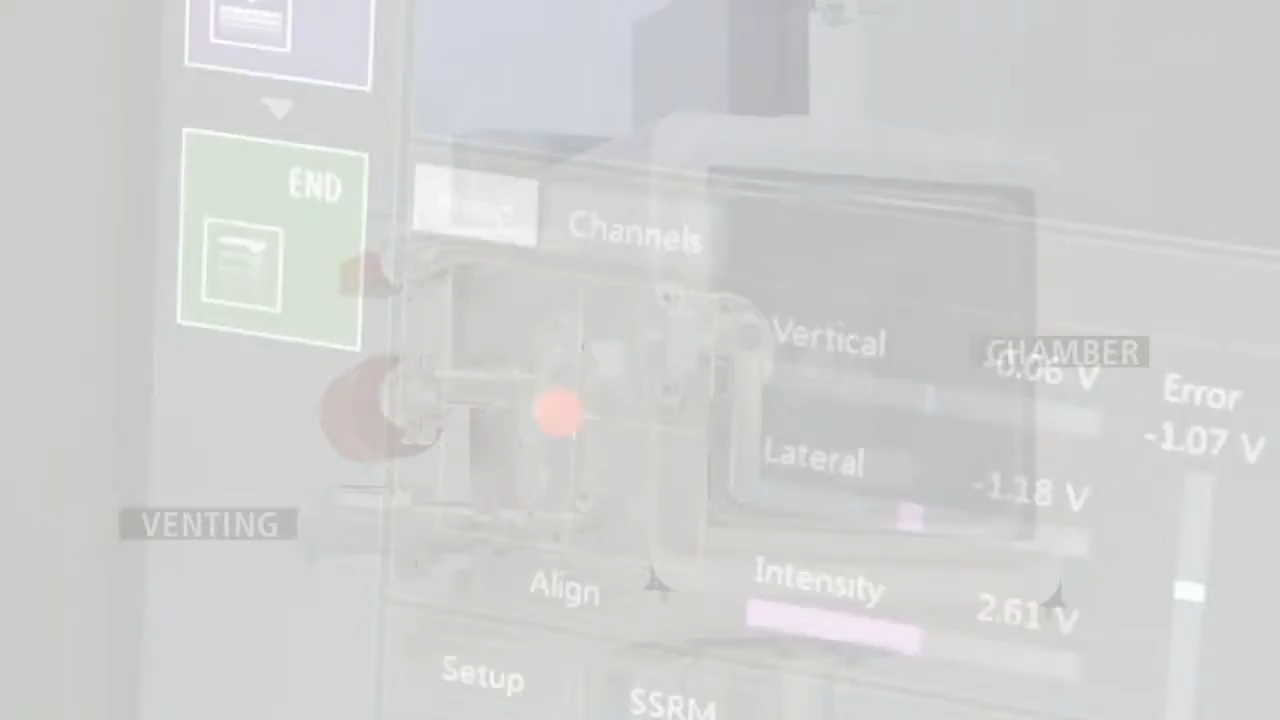 END
Channels
Vertical
-0.06 V
CHAMBER
Error
-1.07 V
Lateral
-1.18 V
VENTING
Align
Intensity
2.61 V
Setup
SSRM